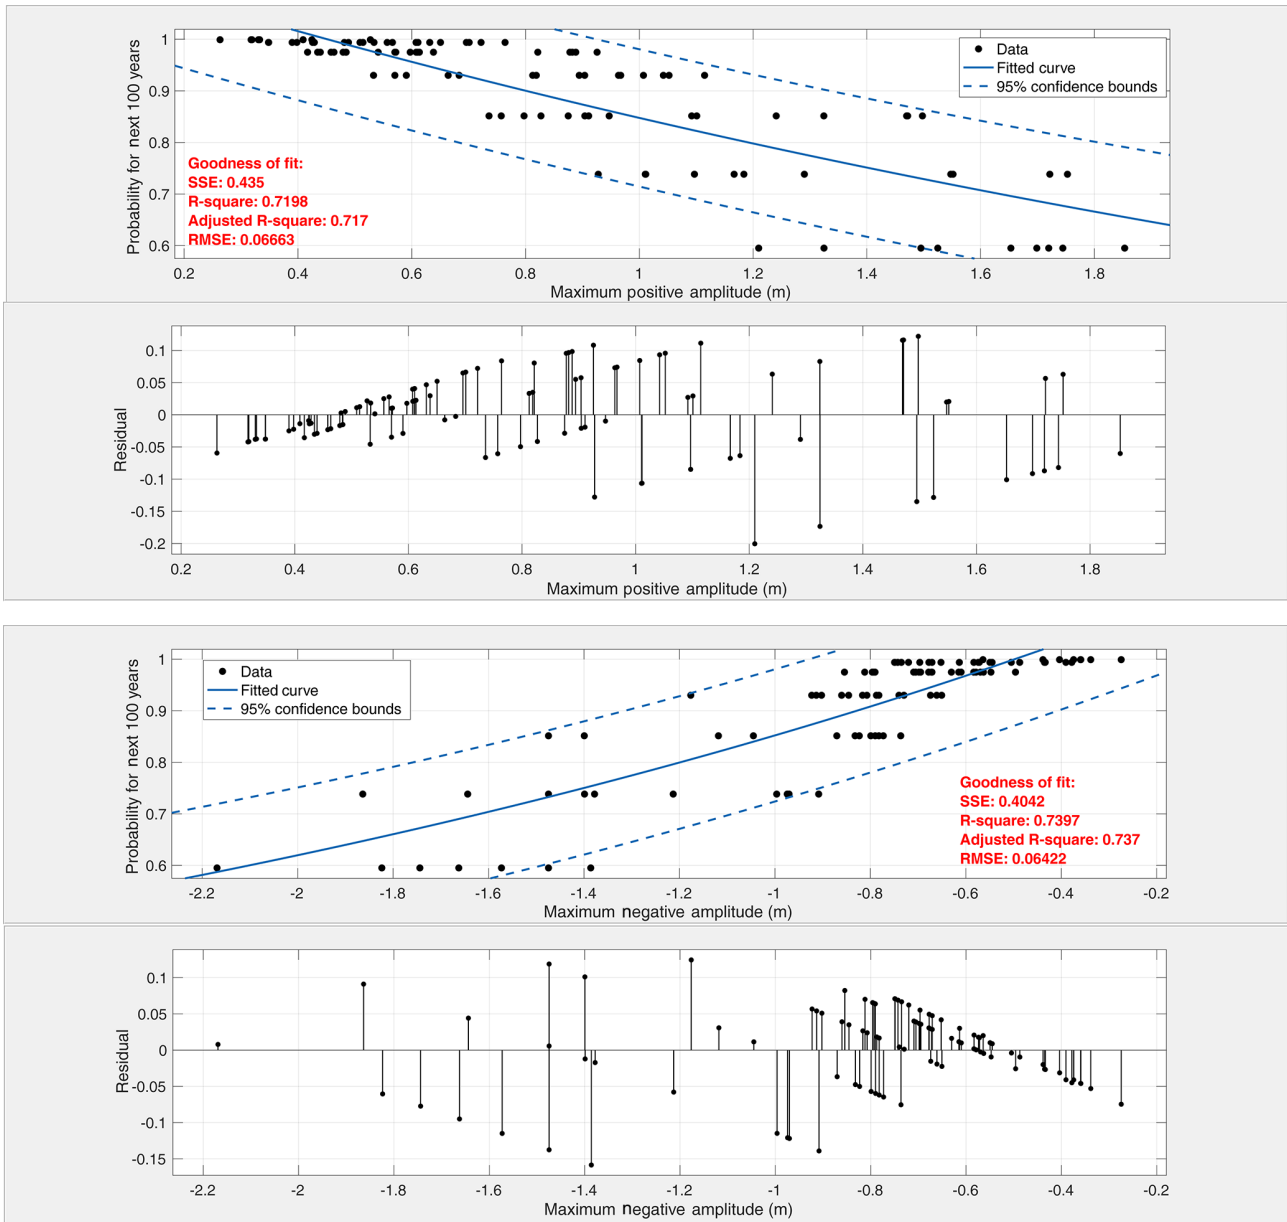 Probability for next 100 years
1
0.9
0.8
0.7
0.6
Data
Fitted curve
95% confidence bounds
Goodness of fit:
SSE: 0.435
R-square: 0.7198
Adjusted R-square: 0.717
RMSE: 0.06663
0.2 0.4 0.6 0.8 1 1.2 1.4 1.6 1.8
Maximum positive amplitude (m)
Residual
0.1
0.05
0
-0.05
-0.1
-0.15
-0.2
0.2 0.4 0.6 0.8 1 1.2 1.4 1.6 1.8
Maximum positive amplitude (m)
Probability for next 100 years
1
0.9
0.8
0.7
0.6
Data
Fitted curve
95% confidence bounds
Goodness of fit:
SSE: 0.4042
R-square: 0.7397
Adjusted R-square: 0.737
RMSE: 0.06422
-2.2 -2 -1.8 -1.6 -1.4 -1.2 -1 -0.8 -0.6 -0.4 -0.2
Maximum negative amplitude (m)
Residual
0.1
0.05
0
-0.05
-0.1
-0.15
-2.2 -2 -1.8 -1.6 -1.4 -1.2 -1 -0.8 -0.6 -0.4 -0.2
Maximum negative amplitude (m)